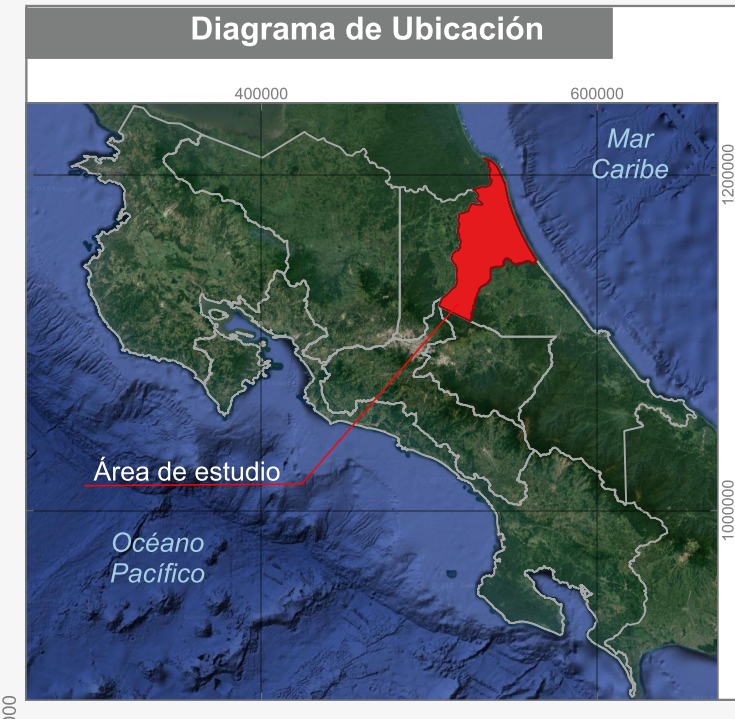 Diagrama de Ubicación
400000
600000
Mar
Caribe
1200000
Área de estudio
1000000
Océano
Pacífico